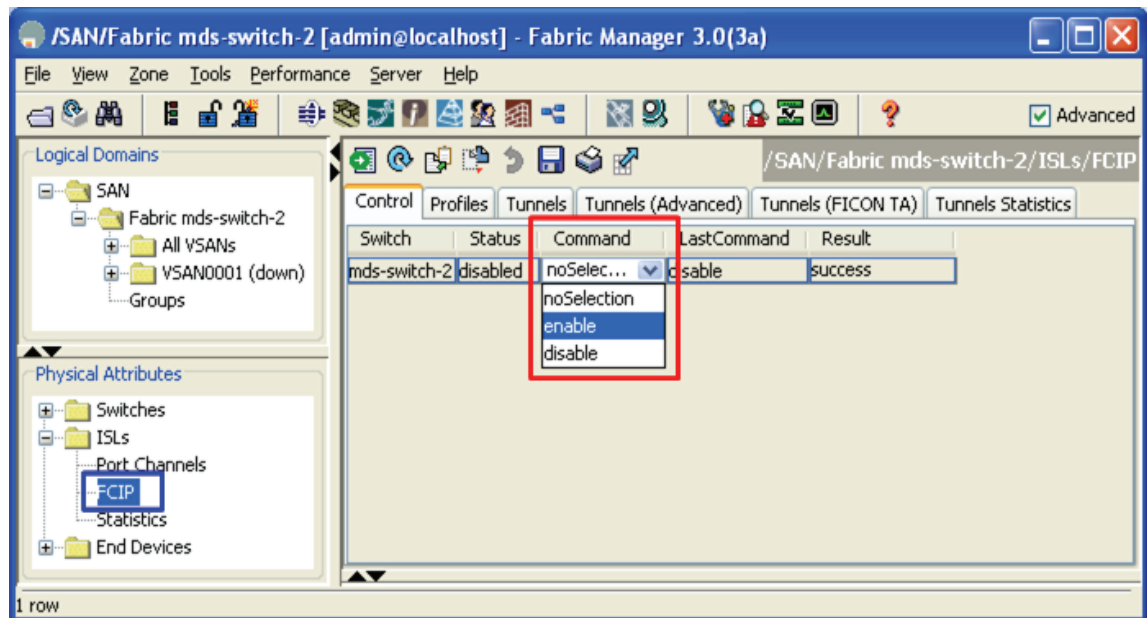 /SAN/Fabric mds-switch-2 [admin@localhost] - Fabric Manager 3.0(3a)
File View Zone Tools Performance Server Help
Advanced
Logical Domains
SAN
Fabric mds-switch-2
All VSANs
VSAN0001 (down)
Groups
Physical Attributes
Switches
ISLs
Port Channels
FCIP
Statistics
End Devices
/SAN/Fabric mds-switch-2/ISLs/FCIP
Control Profiles Tunnels Tunnels (Advanced) Tunnels (FICON TA) Tunnels Statistics
Switch Status Command LastCommand Result
mds-switch-2 disabled noSelec... disable success
noSelection
enable
disable
1 row